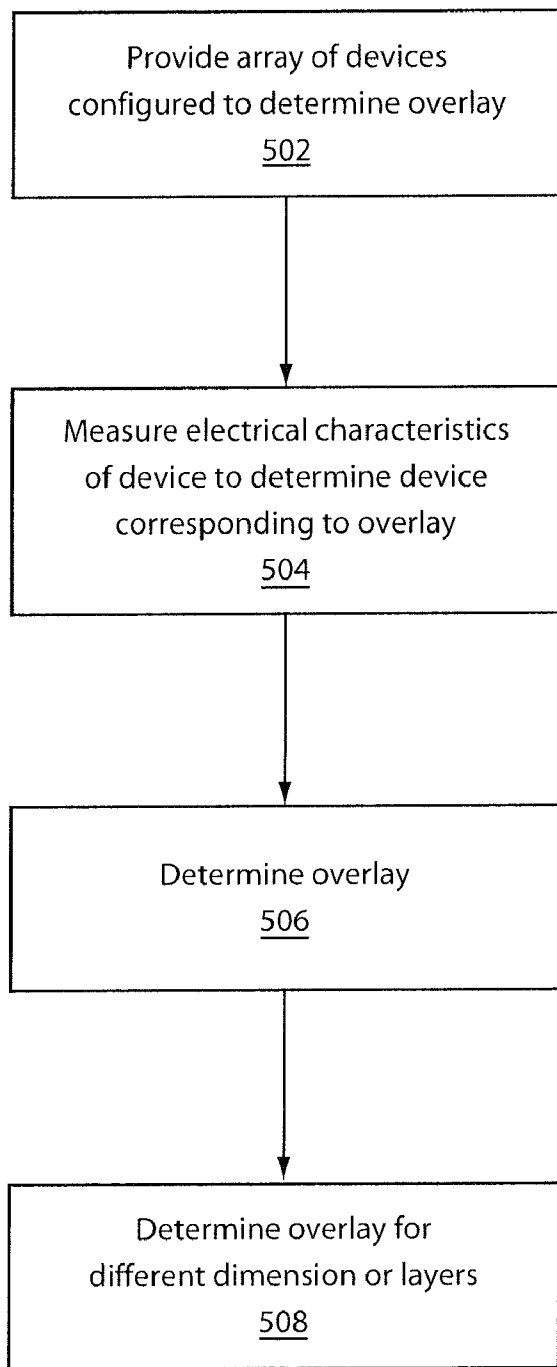 Provide array of devices
configured to determine overlay
502
Measure electrical characteristics
of device to determine device
corresponding to overlay
504
Determine overlay
506
Determine overlay for
different dimension or layers
508